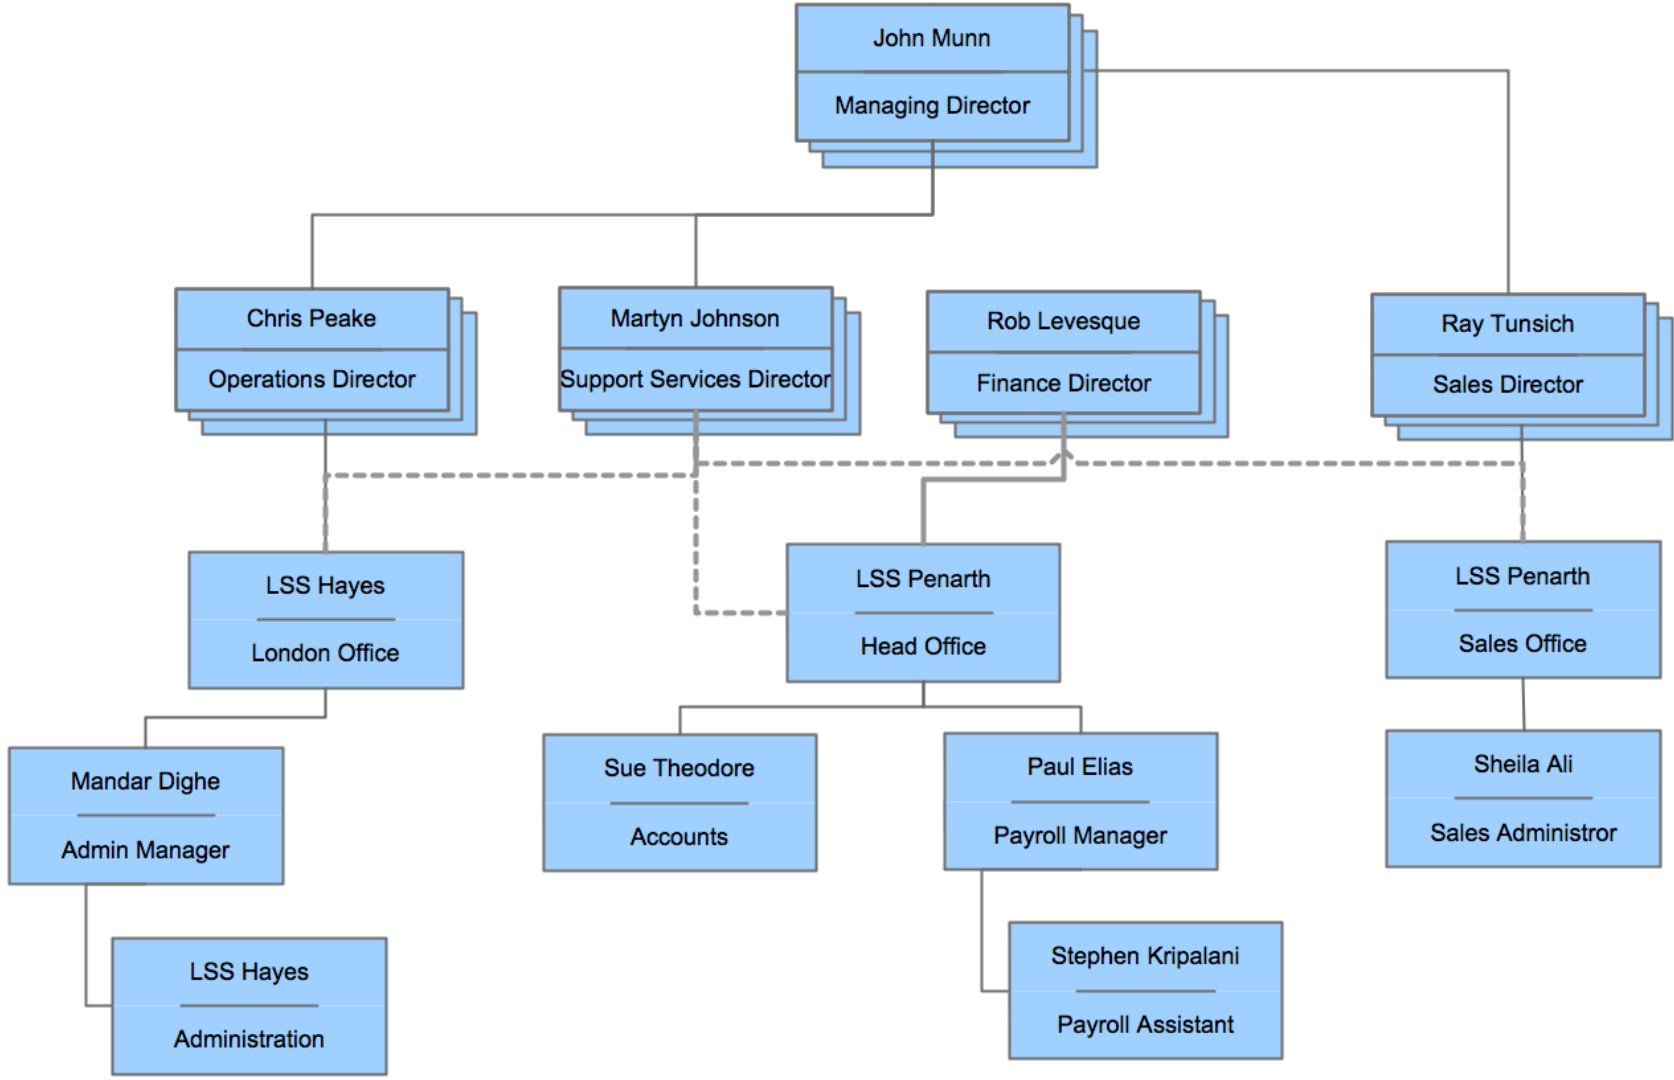 John Munn
Managing Director
Chris Peake
Operations Director
Martyn Johnson
Support Services Director
Rob Levesque
Finance Director
Ray Tunsich
Sales Director
LSS Hayes
London Office
LSS Penarth
Head Office
LSS Penarth
Sales Office
Mandar Dighe
Admin Manager
Sue Theodore
Accounts
Paul Elias
Payroll Manager
Sheila Ali
Sales Administror
LSS Hayes
Administration
Stephen Kripalani
Payroll Assistant